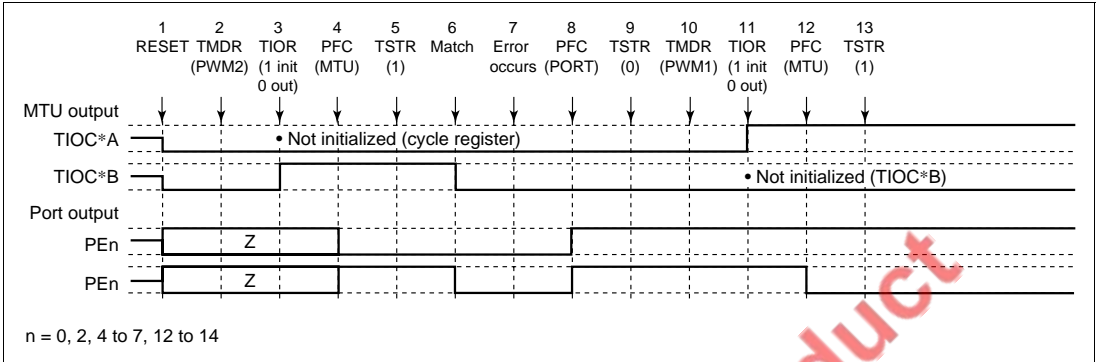 1 2 3 4 5 6 7 8 9 10 11 12 13
RESET TMDR TIOR PFC TSTR Match Error PFC TSTR TMDR TIOR PFC TSTR
(PWM2) (1 init (MTU) (1) occurs (PORT) (0) (PWM1) (1 init (MTU) (1)
0 out) 0 out)
MTU output
TIOC*A • Not initialized (cycle register)
TIOC*B • Not initialized (TIOC*B)
Port output
PEn Z
PEn Z
n = 0, 2, 4 to 7, 12 to 14
duct